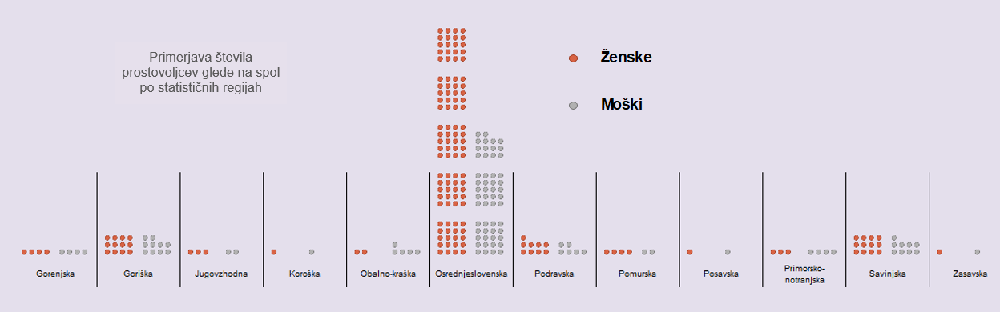 Primerjava števila
prostovoljcev glede na spol
po statističnih regijah
Ženske
Moški
Gorenjska
Goriška
Jugovzhodna
Koroška
Obalno-kraška
Osrednjeslovenska
Podravska
Pomurska
Posavska
Primorsko-
notranjska
Savinjska
Zasavska